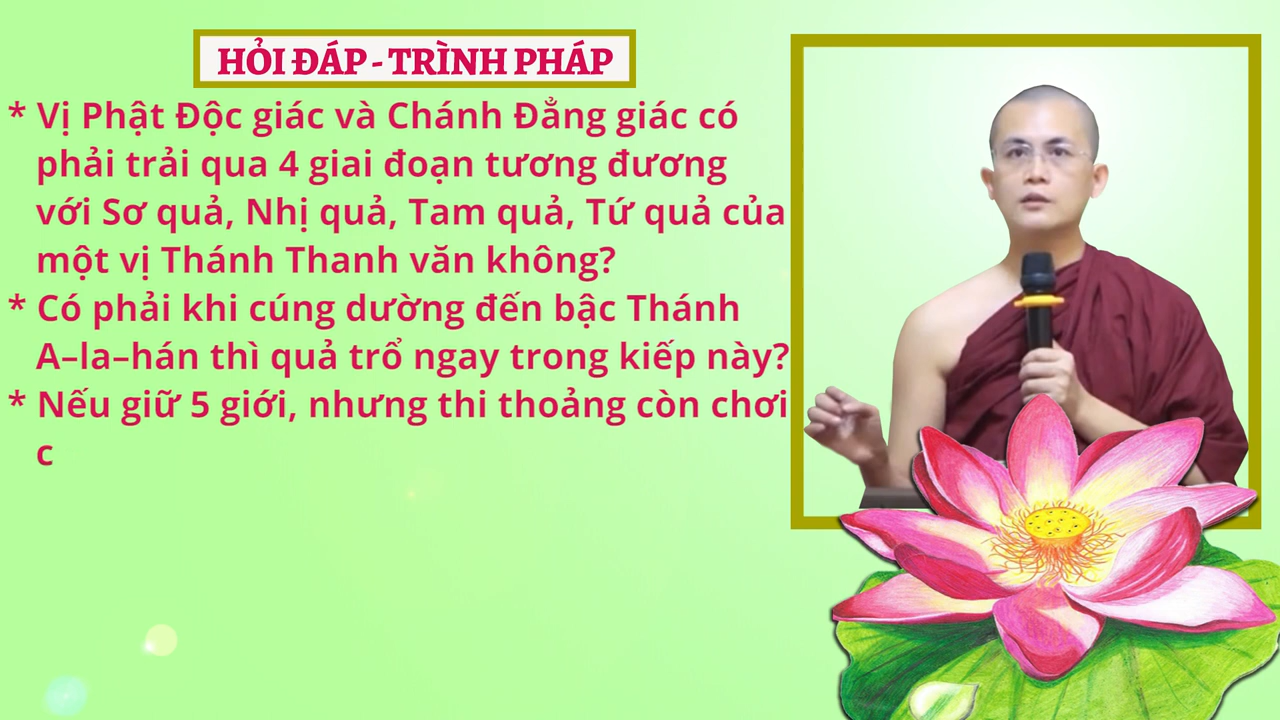 HỎI ĐÁP - TRÌNH PHÁP
* Vị Phật Độc giác và Chánh Đẳng giác có
phải trải qua 4 giai đoạn tương đương
với Sơ quả, Nhị quả, Tam quả, Tứ quả của
một vị Thánh Thanh văn không?
* Có phải khi cúng dường đến bậc Thánh
A–la–hán thì quả trổ ngay trong kiếp này?
* Nếu giữ 5 giới, nhưng thi thoảng còn chơi
c